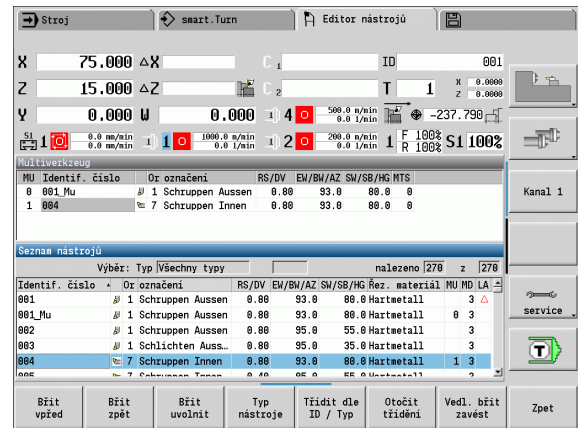 Stroj smart.Turn Editor nástrojů
X 75.000 △X C 1 ID 001
Z 15.000 △Z C 2 T 1 X 0.0000
Z 0.0000
Y 0.000 W 0.000 4 500.0 m/min -237.790
0.0 1/min
S1 1 0.0 mm/min 1 1000.0 m/min 2 200.0 m/min 1 F 100% S1 100%
0.0 mm/min 0.0 1/min 0.0 1/min R 100%
Multiwerkzeug
MU Identif. číslo Or označení RS/DV EW/BW/AZ SW/SB/HG MTS
0 001_Mu 1 Schruppen Aussen 0.80 93.0 80.0 0
1 004 7 Schruppen Innen 0.80 93.0 80.0 0
Kanal 1
Seznam nástrojů
Výběr: Typ Všechny typy nalezeno 270 z 270
Identif. číslo Or označení RS/DV EW/BW/AZ SW/SB/HG Řez. materiál MU MD LA
001 1 Schruppen Aussen 0.80 93.0 80.0 Hartmetall 3
001_Mu 1 Schruppen Aussen 0.80 93.0 80.0 Hartmetall 0 3
002 1 Schruppen Aussen 0.80 95.0 55.0 Hartmetall 3
003 1 Schlichten Auss… 0.80 93.0 35.0 Hartmetall 3
004 7 Schruppen Innen 0.80 93.0 80.0 Hartmetall 1 3
service
T
Břit vpřed
Břit zpět
Břit uvolnit
Typ nástroje
Třídit dle ID / Typ
Otočit třídění
Vedl. břit zavést
Zpet